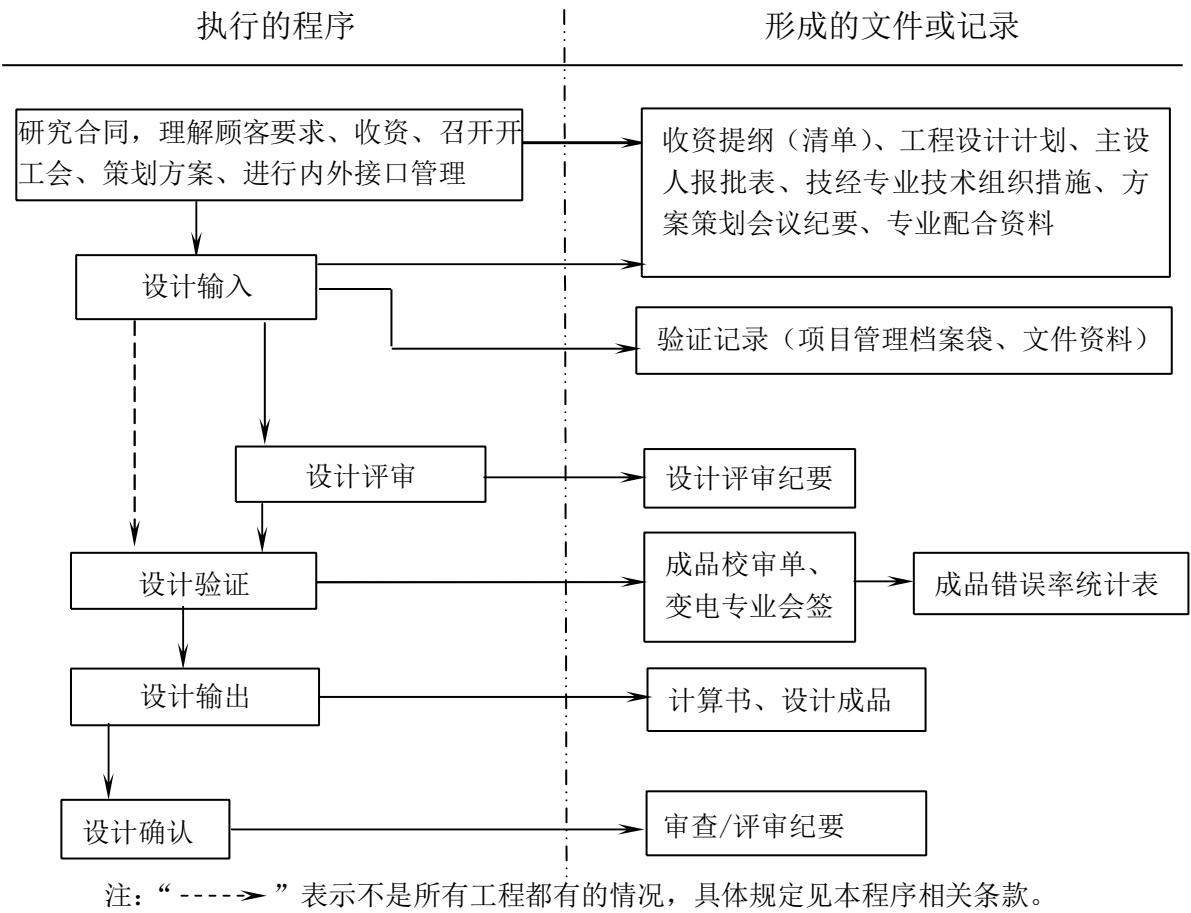 执行的程序
形成的文件或记录
研究合同，理解顾客要求、收资、召开开
工会、策划方案、进行内外接口管理
收资提纲（清单）、工程设计计划、主设
人报批表、技经专业技术组织措施、方
案策划会议纪要、专业配合资料
设计输入
验证记录（项目管理档案袋、文件资料）
设计评审
设计评审纪要
设计验证
成品校审单、
变电专业会签
成品错误率统计表
设计输出
计算书、设计成品
设计确认
审查/评审纪要
注：“ ”表示不是所有工程都有的情况，具体规定见本程序相关条款。